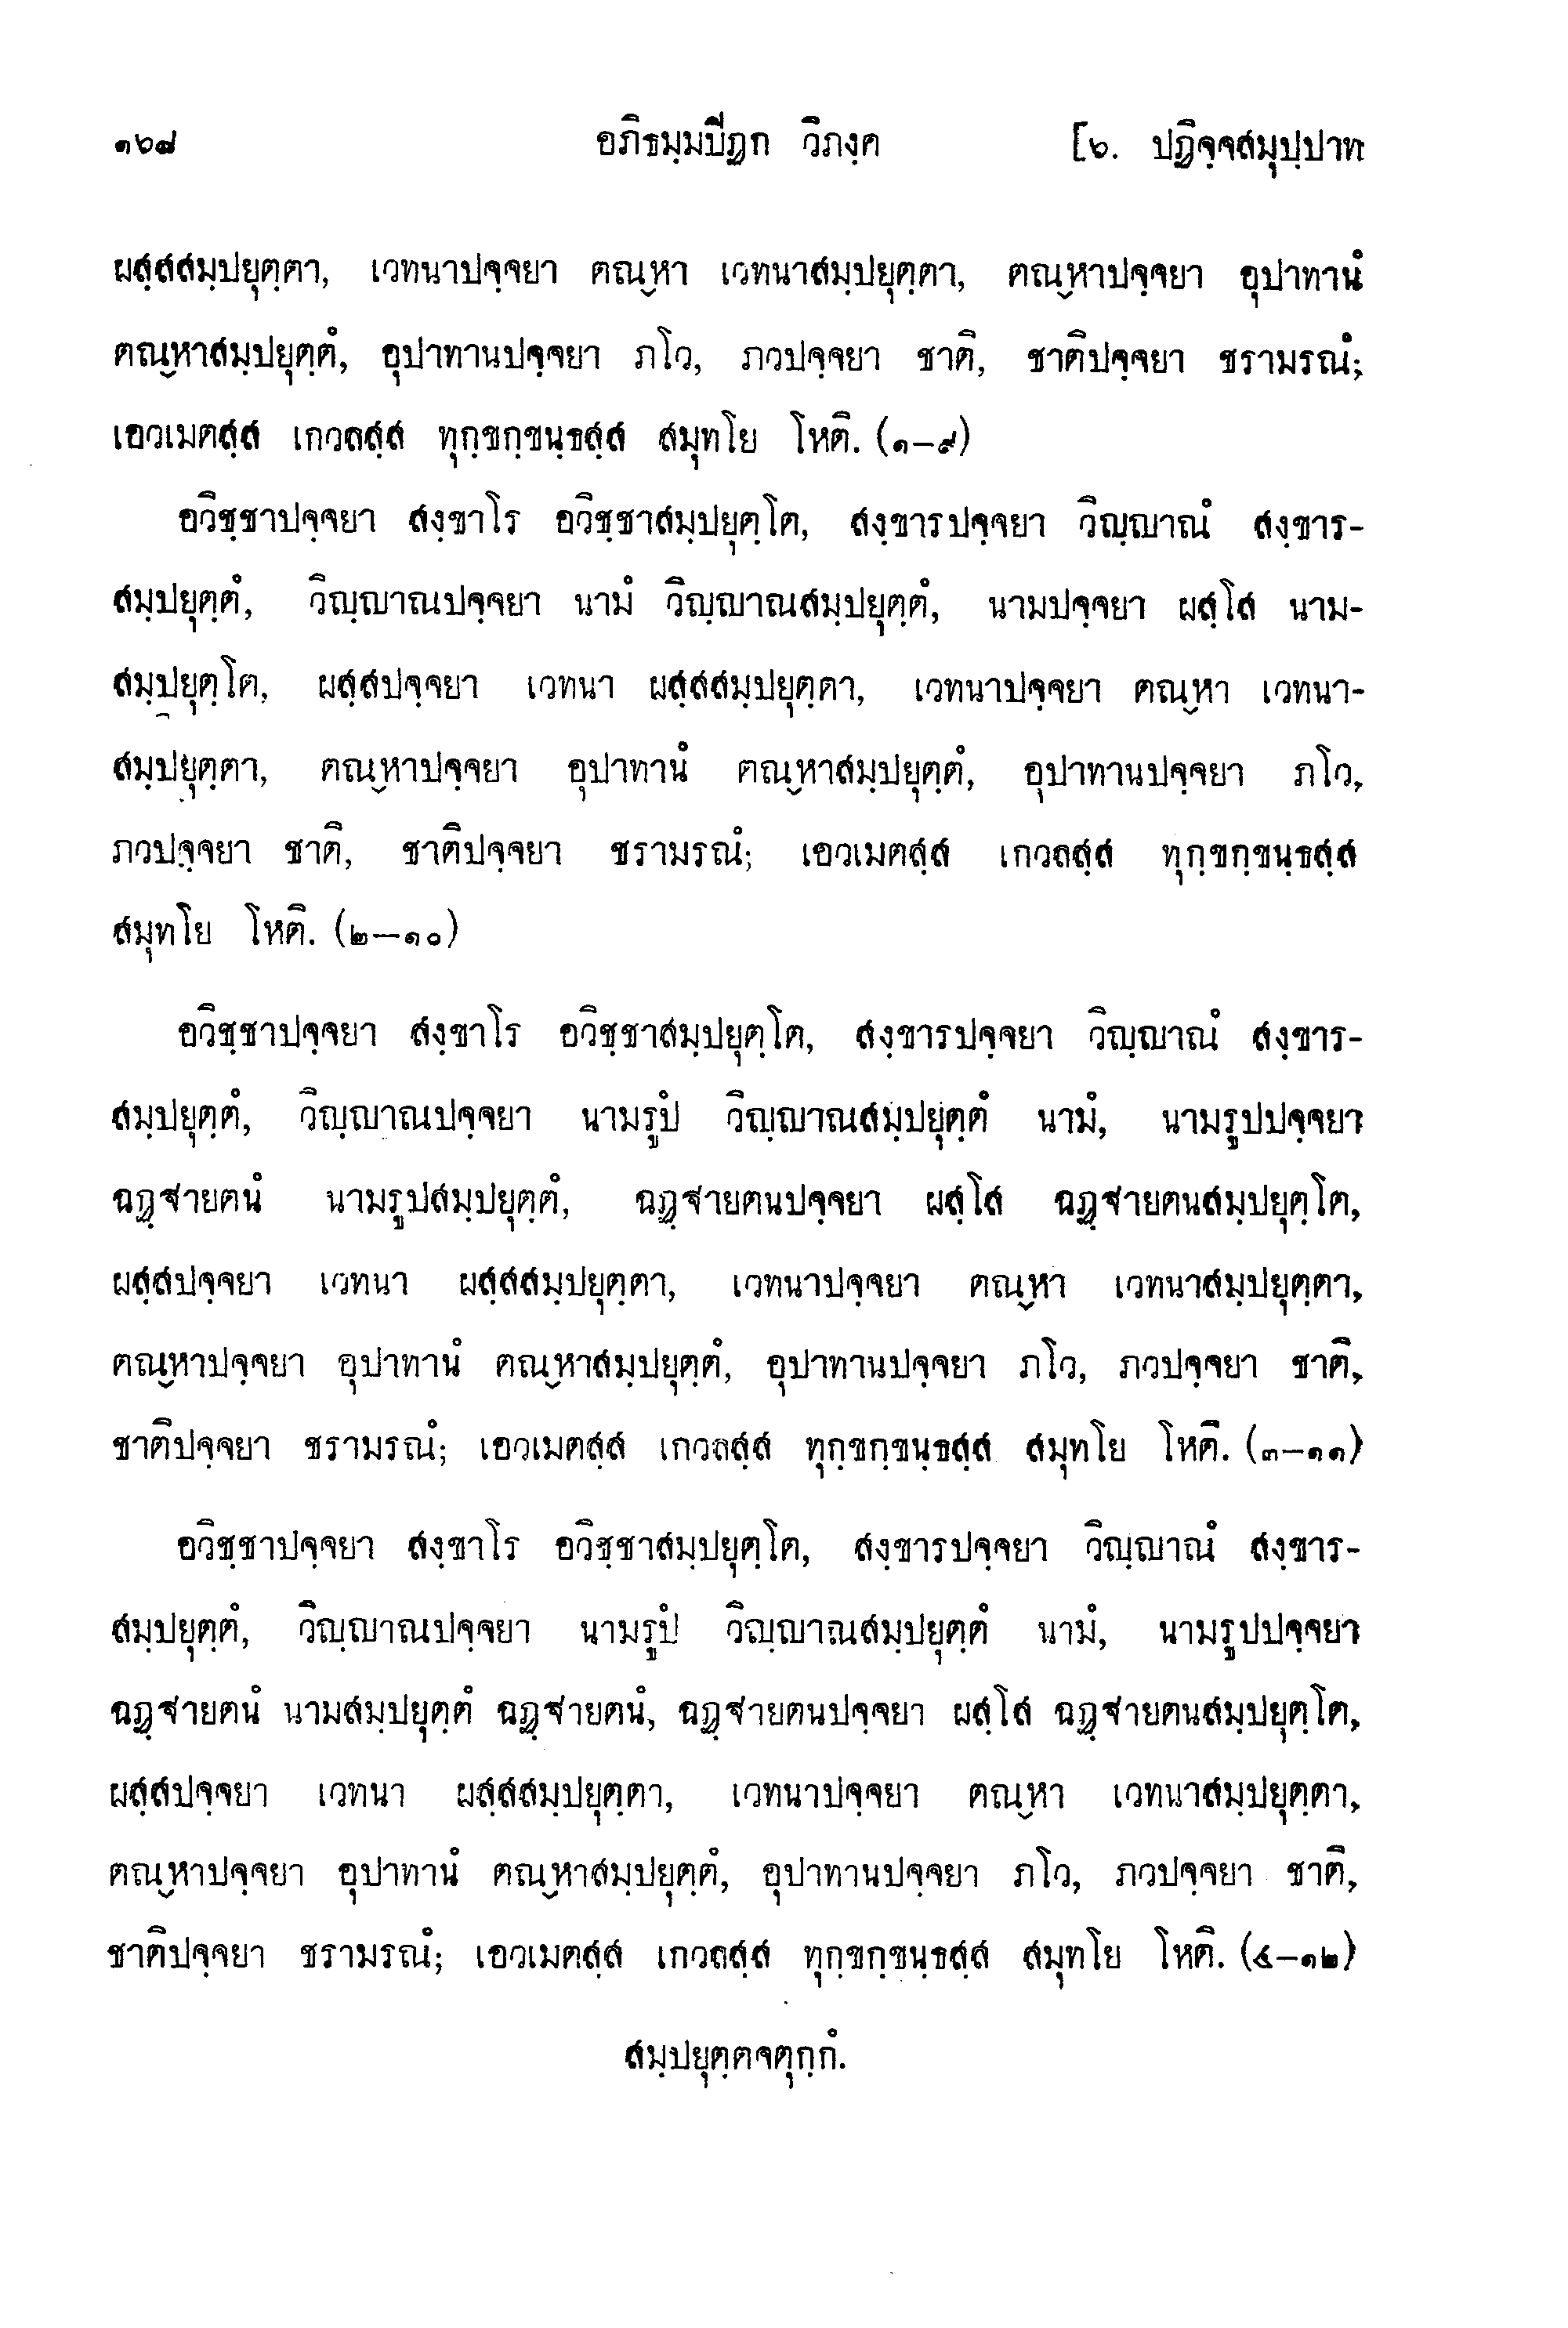 ๑๖๘ อภิธมฺมปีฏก วิภงฺค [๖. ปฏิจฺจสมุปฺปาท
ผสฺสสมฺปยุตฺตา, เวทนาปจฺจยา ตณฺหา เวทนาสมฺปยุตฺตา, ตณฺหาปจฺจยา อุปาทานํ
ตณฺหาสมฺปยุตฺตํ, อุปาทานปจฺจยา ภโว, ภวปจฺจยา ชาติ, ชาติปจฺจยา ชรามรณํ;
เอวเมตสฺส เกวลสฺส ทุกฺขกฺขนฺธสฺส สมุทโย โหติ. (๑–๙)
อวิชฺชาปจฺจยา สงฺขาโร อวิชฺชาสมฺปยุตฺโต, สงฺขารปจฺจยา วิญฺญาณํ สงฺขาร-
สมฺปยุตฺตํ, วิญฺญาณปจฺจยา นามํ วิญฺญาณสมฺปยุตฺตํ, นามปจฺจยา ผสฺโส นาม-
สมฺปยุตฺโต, ผสฺสปจฺจยา เวทนา ผสฺสสมฺปยุตฺตา, เวทนาปจฺจยา ตณฺหา เวทนา-
สมฺปยุตฺตา, ตณฺหาปจฺจยา อุปาทานํ ตณฺหาสมฺปยุตฺตํ, อุปาทานปจฺจยา ภโว,
ภวปจฺจยา ชาติ, ชาติปจฺจยา ชรามรณํ; เอวเมตสฺส เกวลสฺส ทุกฺขกฺขนฺธสฺส
สมุทโย โหติ. (๒–๑๐)
อวิชฺชาปจฺจยา สงฺขาโร อวิชฺชาสมฺปยุตฺโต, สงฺขารปจฺจยา วิญฺญาณํ สงฺขาร-
สมฺปยุตฺตํ, วิญฺญาณปจฺจยา นามรูปํ วิญฺญาณสมฺปยุตฺตํ นามํ, นามรูปปจฺจยา
ฉฏฺฐายตนํ นามรูปสมฺปยุตฺตํ, ฉฏฺฐายตนปจฺจยา ผสฺโส ฉฏฺฐายตนสมฺปยุตฺโต,
ผสฺสปจฺจยา เวทนา ผสฺสสมฺปยุตฺตา, เวทนาปจฺจยา ตณฺหา เวทนาสมฺปยุตฺตา,
ตณฺหาปจฺจยา อุปาทานํ ตณฺหาสมฺปยุตฺตํ, อุปาทานปจฺจยา ภโว, ภวปจฺจยา ชาติ,
ชาติปจฺจยา ชรามรณํ; เอวเมตสฺส เกวลสฺส ทุกฺขกฺขนฺธสฺส สมุทโย โหติ. (๓–๑๑)
อวิชฺชาปจฺจยา สงฺขาโร อวิชฺชาสมฺปยุตฺโต, สงฺขารปจฺจยา วิญฺญาณํ สงฺขาร-
สมฺปยุตฺตํ, วิญฺญาณปจฺจยา นามรูปํ วิญฺญาณสมฺปยุตฺตํ นามํ, นามรูปปจฺจยา
ฉฏฺฐายตนํ นามสมฺปยุตฺตํ ฉฏฺฐายตนํ, ฉฏฺฐายตนปจฺจยา ผสฺโส ฉฏฺฐายตนสมฺปยุตฺโต,
ผสฺสปจฺจยา เวทนา ผสฺสสมฺปยุตฺตา, เวทนาปจฺจยา ตณฺหา เวทนาสมฺปยุตฺตา,
ตณฺหาปจฺจยา อุปาทานํ ตณฺหาสมฺปยุตฺตํ, อุปาทานปจฺจยา ภโว, ภวปจฺจยา ชาติ,
ชาติปจฺจยา ชรามรณํ; เอวเมตสฺส เกวลสฺส ทุกฺขกฺขนฺธสฺส สมุทโย โหติ. (๔–๑๒)
สมฺปยุตฺตจตุกฺกํ.